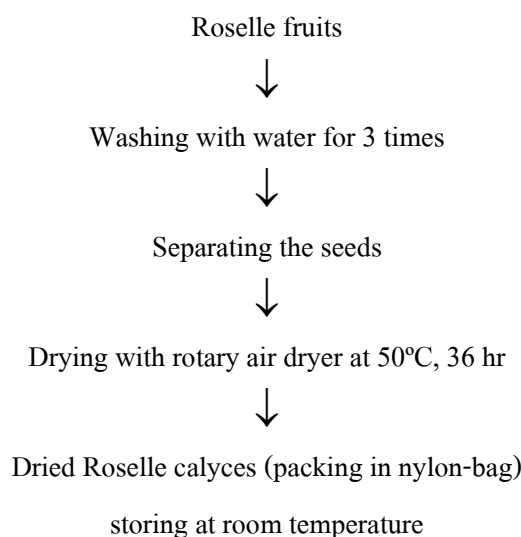 Roselle fruits
↓
Washing with water for 3 times
↓
Separating the seeds
↓
Drying with rotary air dryer at 50ºC, 36 hr
↓
Dried Roselle calyces (packing in nylon-bag)
storing at room temperature